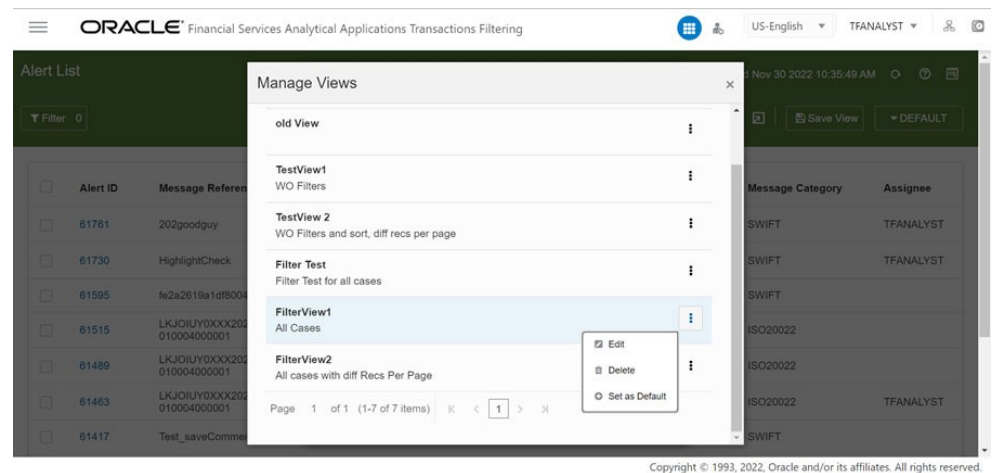 ORACLE Financial Services Analytical Applications Transactions Filtering
US-English
TFANALYST
Alert List
Nov 30 2022 10:35:49 AM
Filter 0
Save View
DEFAULT
Manage Views
×
old View
TestView1
WO Filters
TestView 2
WO Filters and sort, diff recs per page
Filter Test
Filter Test for all cases
FilterView1
All Cases
FilterView2
All cases with diff Recs Per Page
Edit
Delete
Set as Default
Page 1 of 1 (1-7 of 7 items) K < 1 > X
Alert ID Message Referen Message Category Assignee
61761 202goodguy SWIFT TFANALYST
61730 HighlightCheck SWIFT TFANALYST
61595 fe2a2619a1df8004 SWIFT
61515 LKJOIUY0XXX202
010004000001 ISO20022
61489 LKJOIUY0XXX202
010004000001 ISO20022
61463 LKJOIUY0XXX202
010004000001 ISO20022 TFANALYST
61417 Test_saveComme SWIFT
Copyright © 1993, 2022, Oracle and/or its affiliates. All rights reserved.